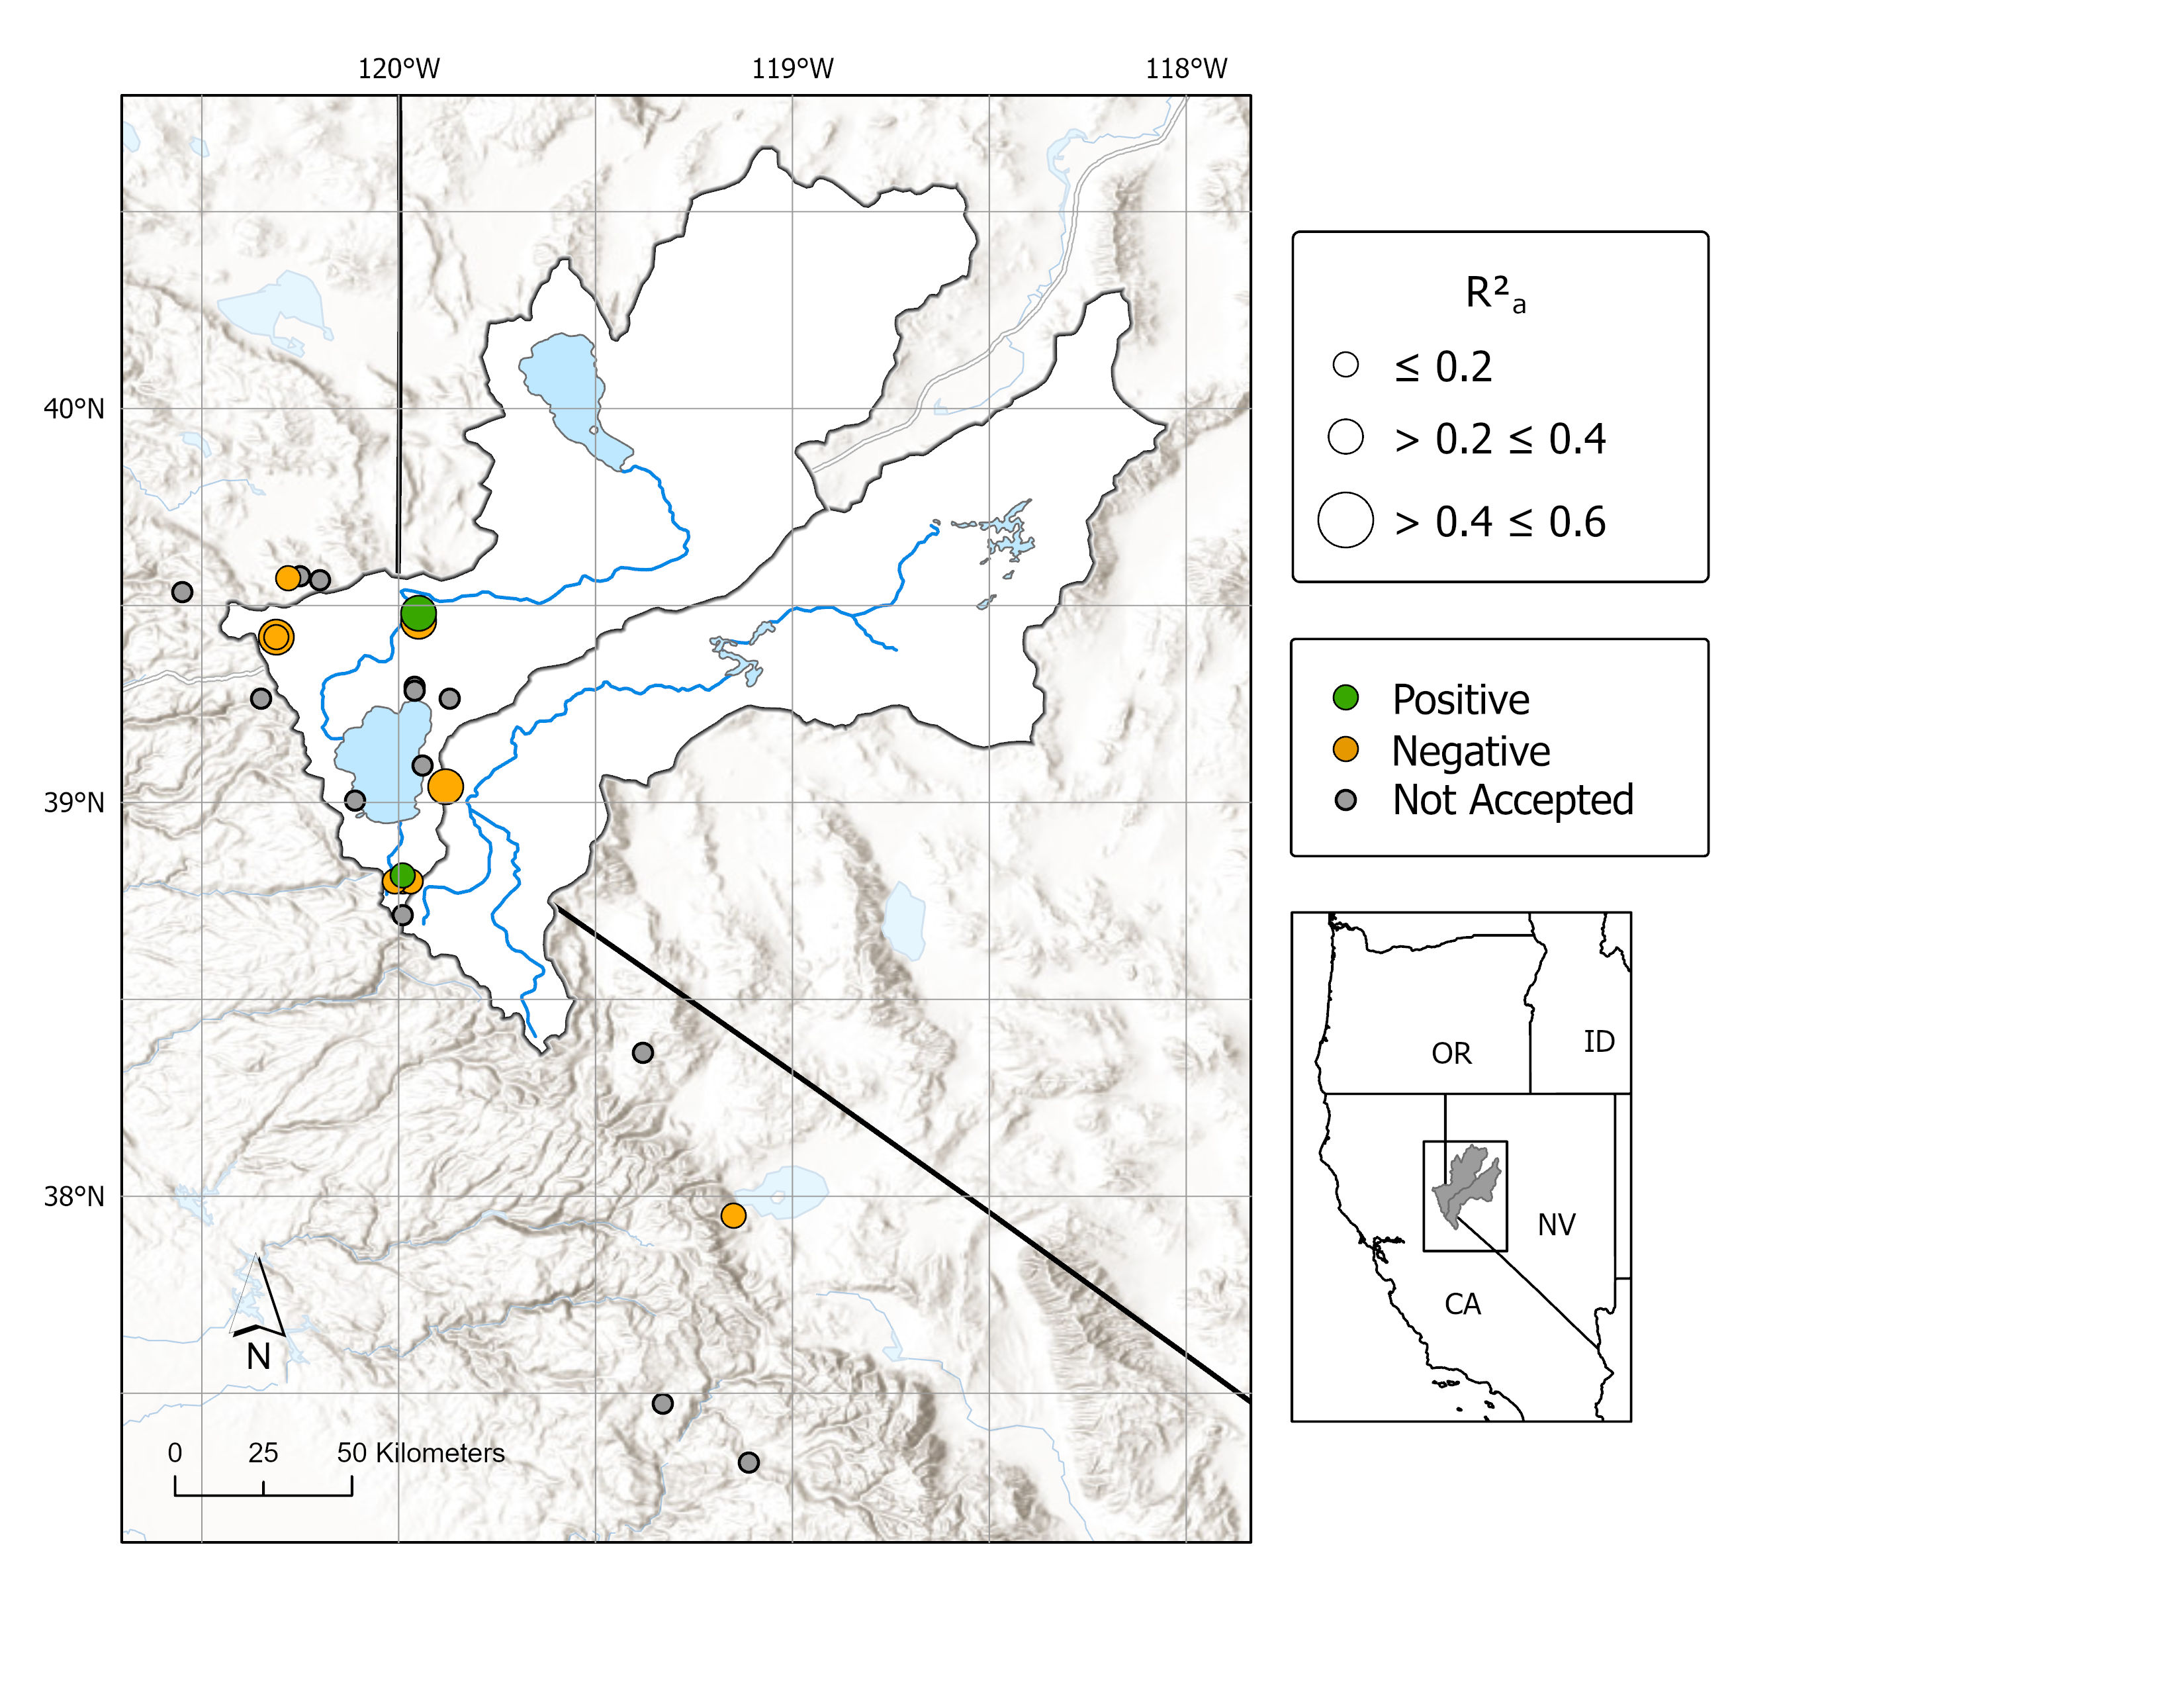 120°W 119°W 118°W
40°N
39°N
38°N
N
0 25 50 Kilometers
R²ₐ
≤ 0.2
> 0.2 ≤ 0.4
> 0.4 ≤ 0.6
Positive
Negative
Not Accepted
OR
ID
NV
CA